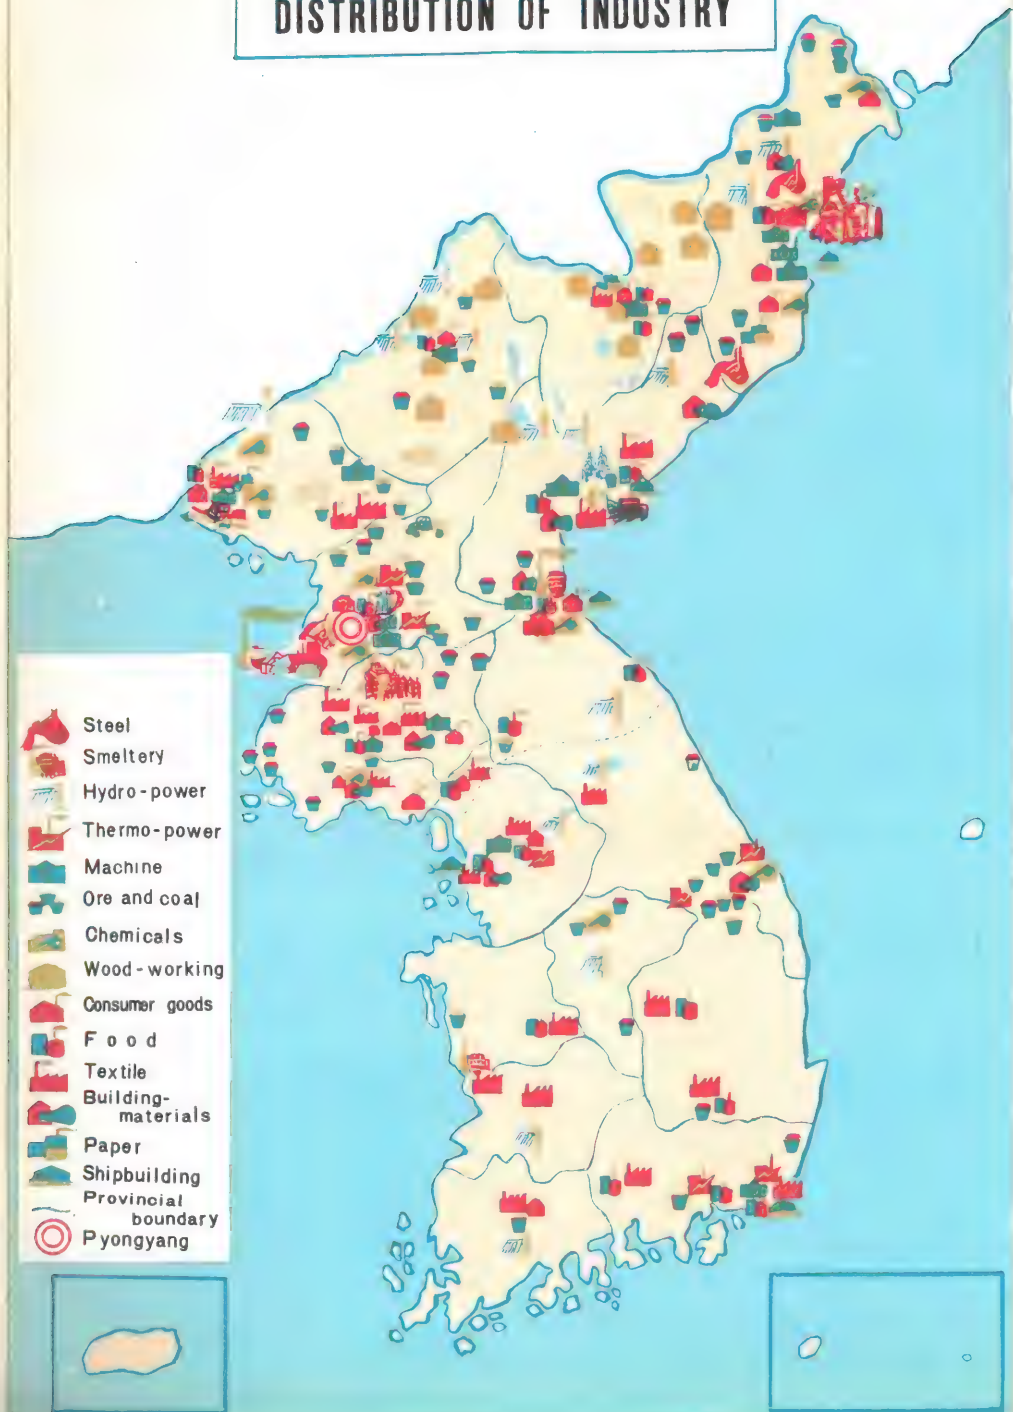 DISTRIBUTION OF INDUSTRY
Steel
Smeltery
Hydro-power
Thermo-power
Machine
Ore and coal
Chemicals
Wood-working
Consumer goods
Food
Textile
Building-
materials
Paper
Shipbuilding
Provincial
boundary
Pyongyang